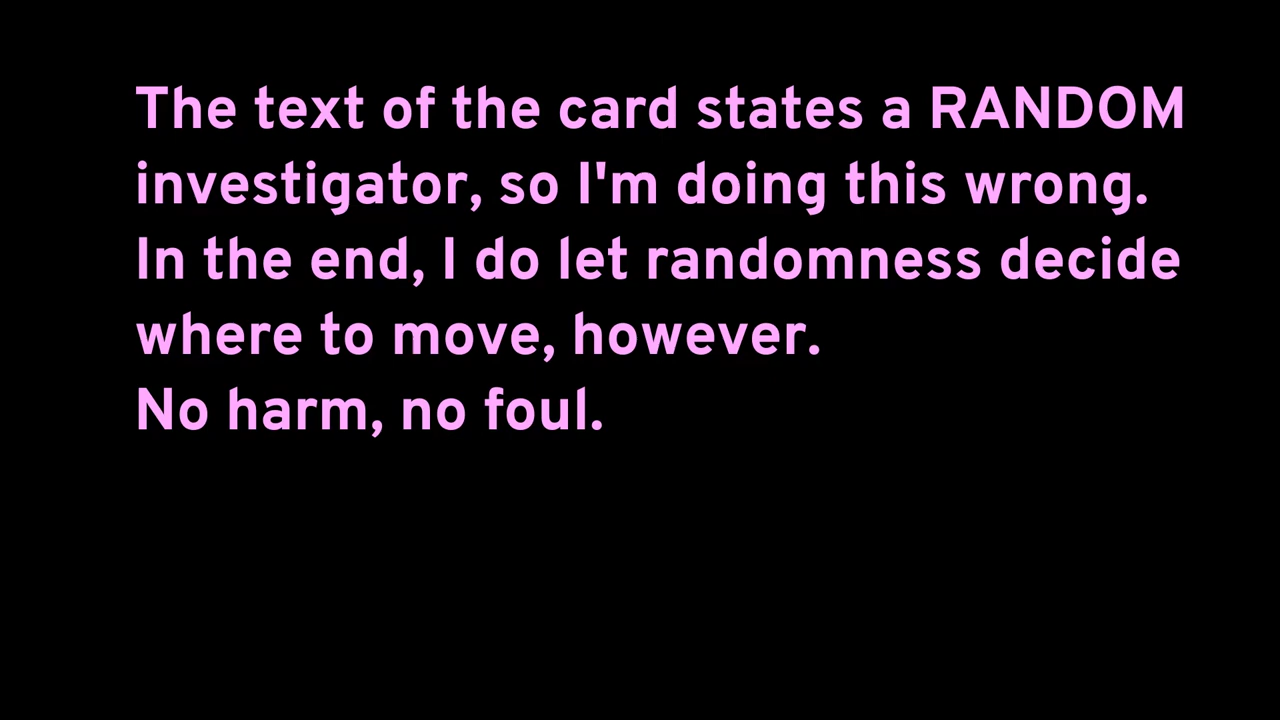 The text of the card states a RANDOM
investigator, so I'm doing this wrong.
In the end, I do let randomness decide
where to move, however.
No harm, no foul.